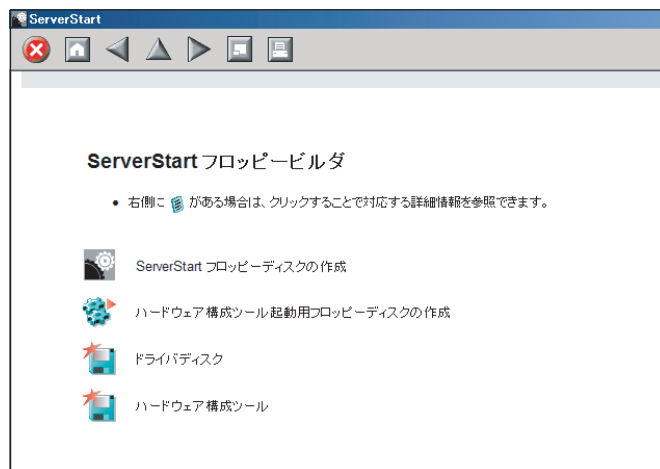 ServerStart
ServerStart フロッピービルダ
• 右側に がある場合は、クリックすることで対応する詳細情報を参照できます。
ServerStart フロッピーディスクの作成
ハードウェア構成ツール起動用フロッピーディスクの作成
ドライバディスク
ハードウェア構成ツール